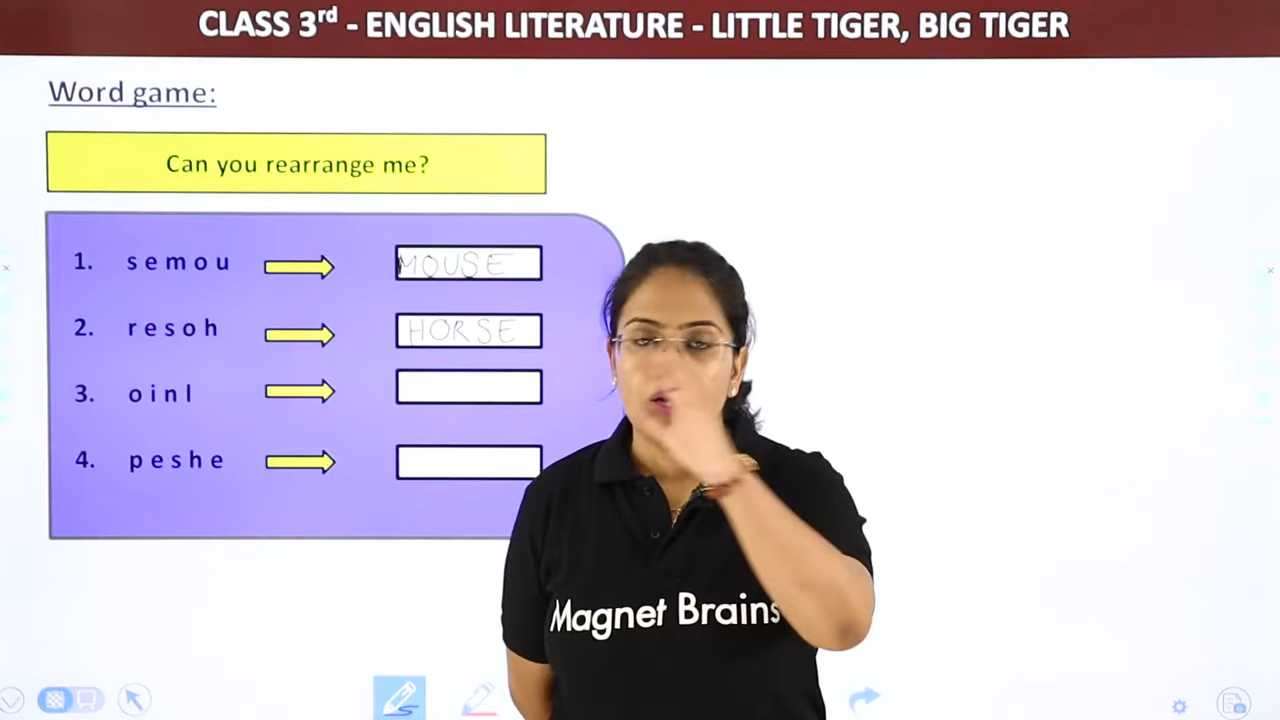 CLASS 3rd - ENGLISH LITERATURE - LITTLE TIGER, BIG TIGER
Word game:
Can you rearrange me?
1. semou MOUSE
2. resoh HORSE
3. oinl
4. peshe
Magnet Brains